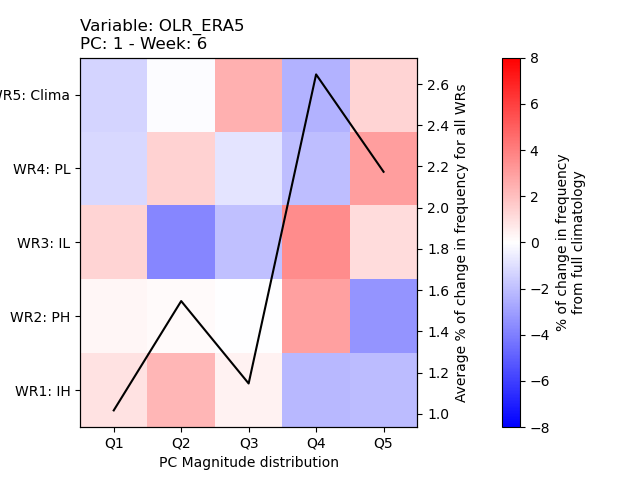 Variable: OLR_ERA5
PC: 1 - Week: 6
WR5: Clima
WR4: PL
WR3: IL
WR2: PH
WR1: IH
Q1 Q2 Q3 Q4 Q5
PC Magnitude distribution
2.6
2.4
2.2
2.0
1.8
1.6
1.4
1.2
1.0
Average % of change in frequency for all WRs
8
6
4
2
0
−2
−4
−6
−8
% of change in frequency
from full climatology